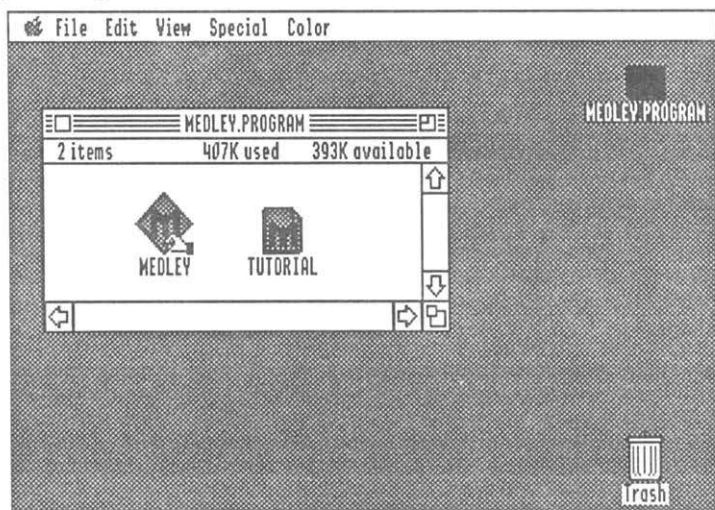 File Edit View Special Color
MEDLEY.PROGRAM
MEDLEY.PROGRAM
2 items 407K used 393K available
MEDLEY TUTORIAL
Trash